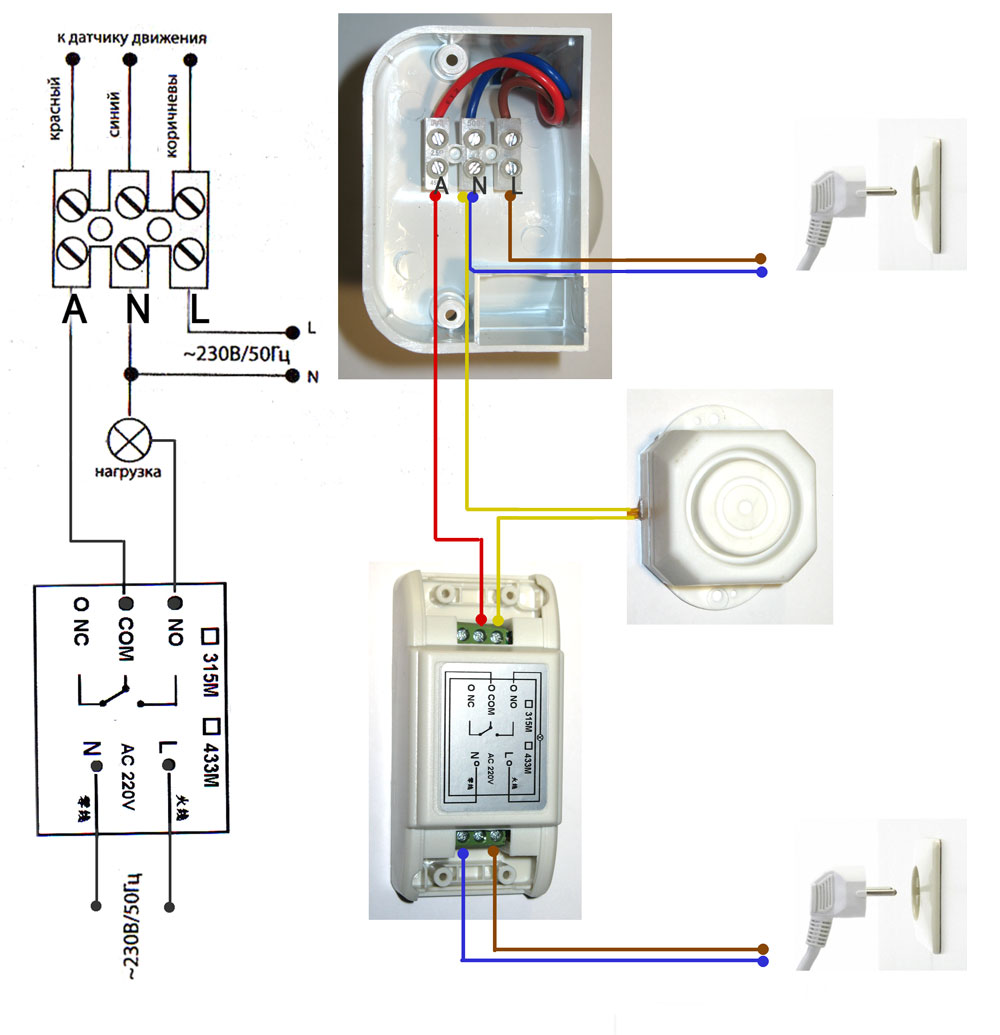 к датчику движения
красный
синий
коричневы
A N L
L
~230В/50Гц
N
нагрузка
NC COM NO
315M
433M
N AC 220V L
零线 火线
~230В/50Гц
A N L
NC COM NO
315M
433M
N AC 220V L
零线 火线